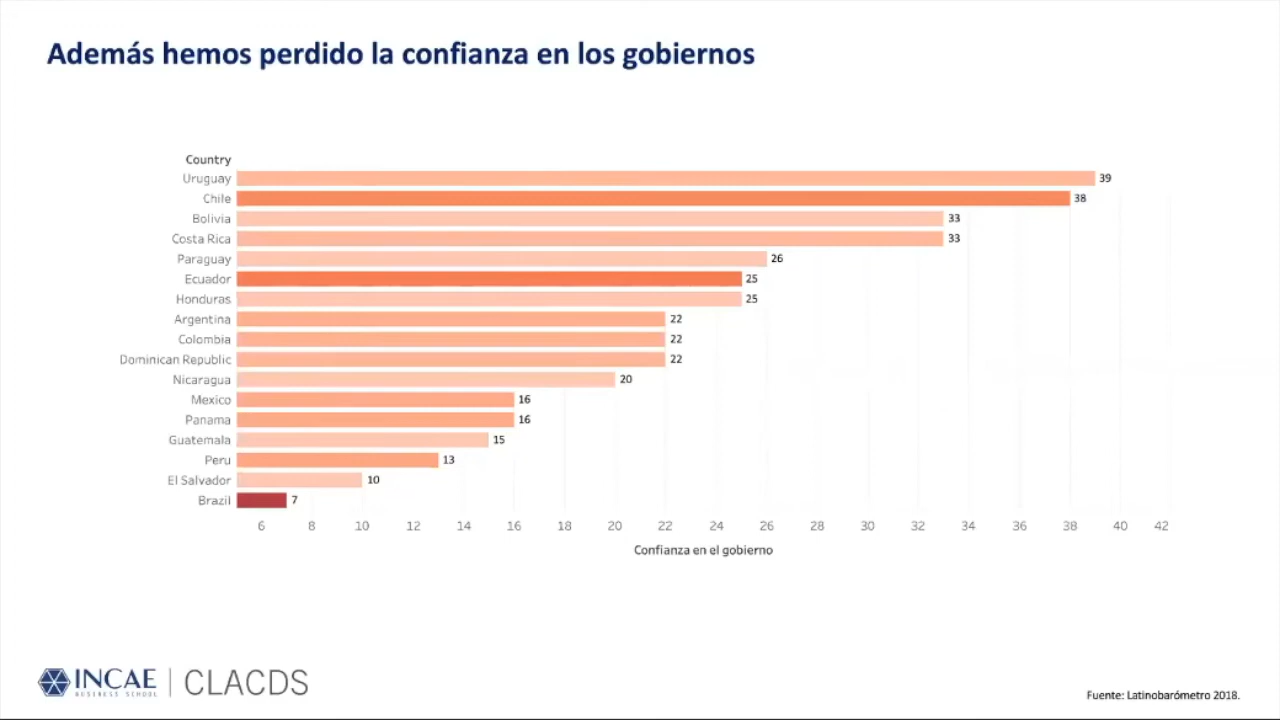 Además hemos perdido la confianza en los gobiernos
Country
Uruguay 39
Chile 38
Bolivia 33
Costa Rica 33
Paraguay 26
Ecuador 25
Honduras 25
Argentina 22
Colombia 22
Dominican Republic 22
Nicaragua 20
Mexico 16
Panama 16
Guatemala 15
Peru 13
El Salvador 10
Brazil 7
6 8 10 12 14 16 18 20 22 24 26 28 30 32 34 36 38 40 42
Confianza en el gobierno
INCAE
BUSINESS SCHOOL
CLACDS
Fuente: Latinobarómetro 2018.